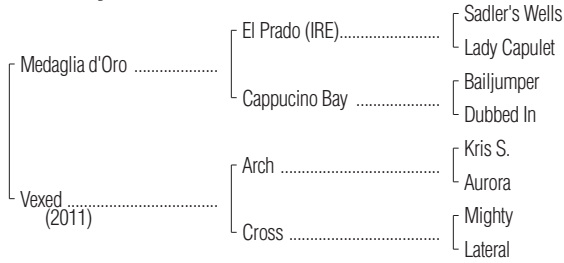 Sadler's Wells
El Prado (IRE)....................
Lady Capulet
Medaglia d'Oro .................
Bailjumper
Cappucino Bay .................
Dubbed In
Kris S.
Arch ................................
Aurora
Vexed ...............................
(2011)
Mighty
Cross ...............................
Lateral